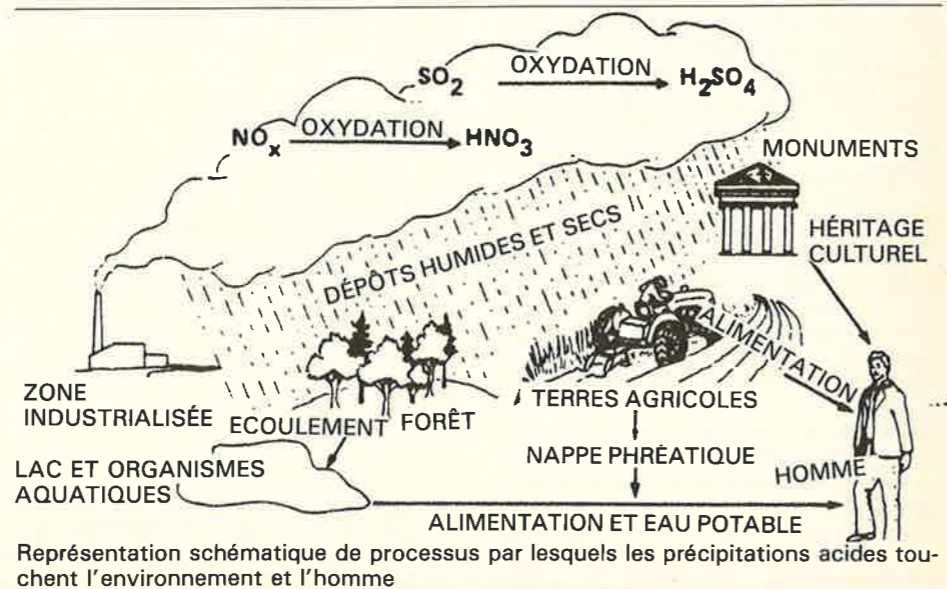 SO₂ OXYDATION H₂SO₄
NOₓ OXYDATION HNO₃
MONUMENTS
HÉRITAGE
CULTUREL
DÉPÔTS HUMIDES ET SECS
ALIMENTATION
ZONE
INDUSTRIALISÉE
ECOULEMENT
FORÊT
TERRES AGRICOLES
LAC ET ORGANISMES
AQUATIQUES
NAPPE PHRÉATIQUE
HOMME
ALIMENTATION ET EAU POTABLE
Représentation schématique de processus par lesquels les précipitations acides tou-
chent l'environnement et l'homme